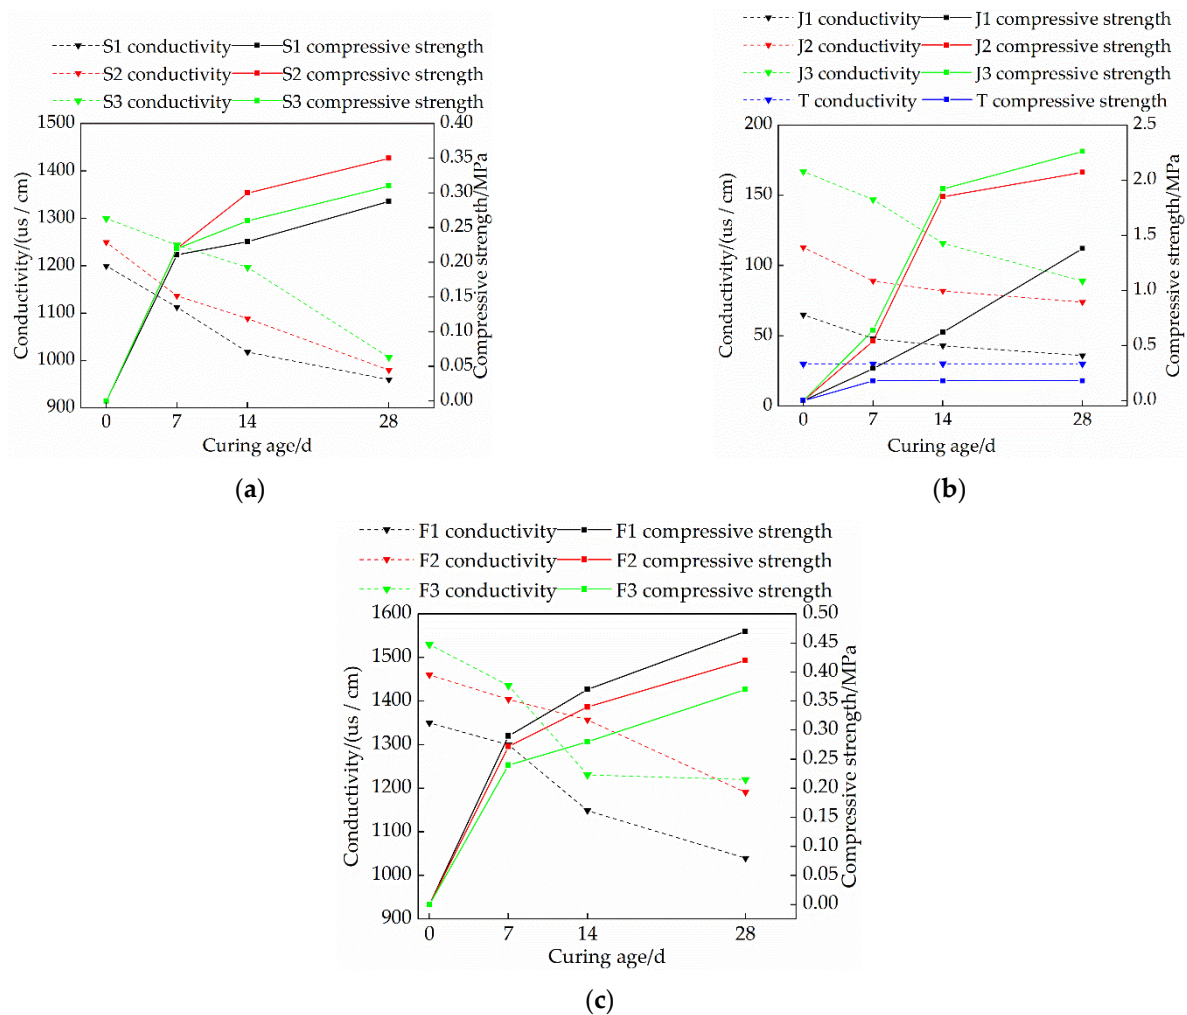 S1 conductivity S1 compressive strength
S2 conductivity S2 compressive strength
S3 conductivity S3 compressive strength
1500
1400
1300
1200
1100
1000
900
Conductivity/(us / cm)
0.40
0.35
0.30
0.25
0.20
0.15
0.10
0.05
0.00
Compressive strength/MPa
0 7 14 28
Curing age/d
(a)
J1 conductivity J1 compressive strength
J2 conductivity J2 compressive strength
J3 conductivity J3 compressive strength
T conductivity T compressive strength
200
150
100
50
0
Conductivity/(us / cm)
2.5
2.0
1.5
1.0
0.5
0.0
Compressive strength/MPa
0 7 14 28
Curing age/d
(b)
F1 conductivity F1 compressive strength
F2 conductivity F2 compressive strength
F3 conductivity F3 compressive strength
1600
1500
1400
1300
1200
1100
1000
900
Conductivity/(us / cm)
0.50
0.45
0.40
0.35
0.30
0.25
0.20
0.15
0.10
0.05
0.00
Compressive strength/MPa
0 7 14 28
Curing age/d
(c)